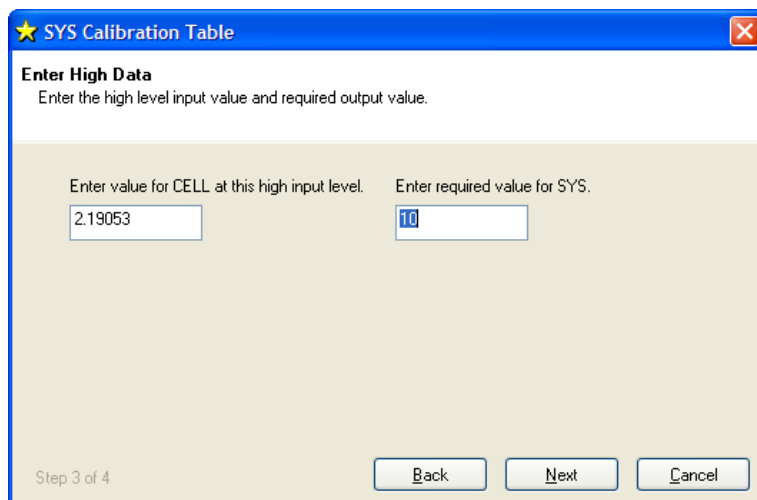 SYS Calibration Table
Enter High Data
Enter the high level input value and required output value.
Enter value for CELL at this high input level. Enter required value for SYS.
2.19053 10
Step 3 of 4 Back Next Cancel